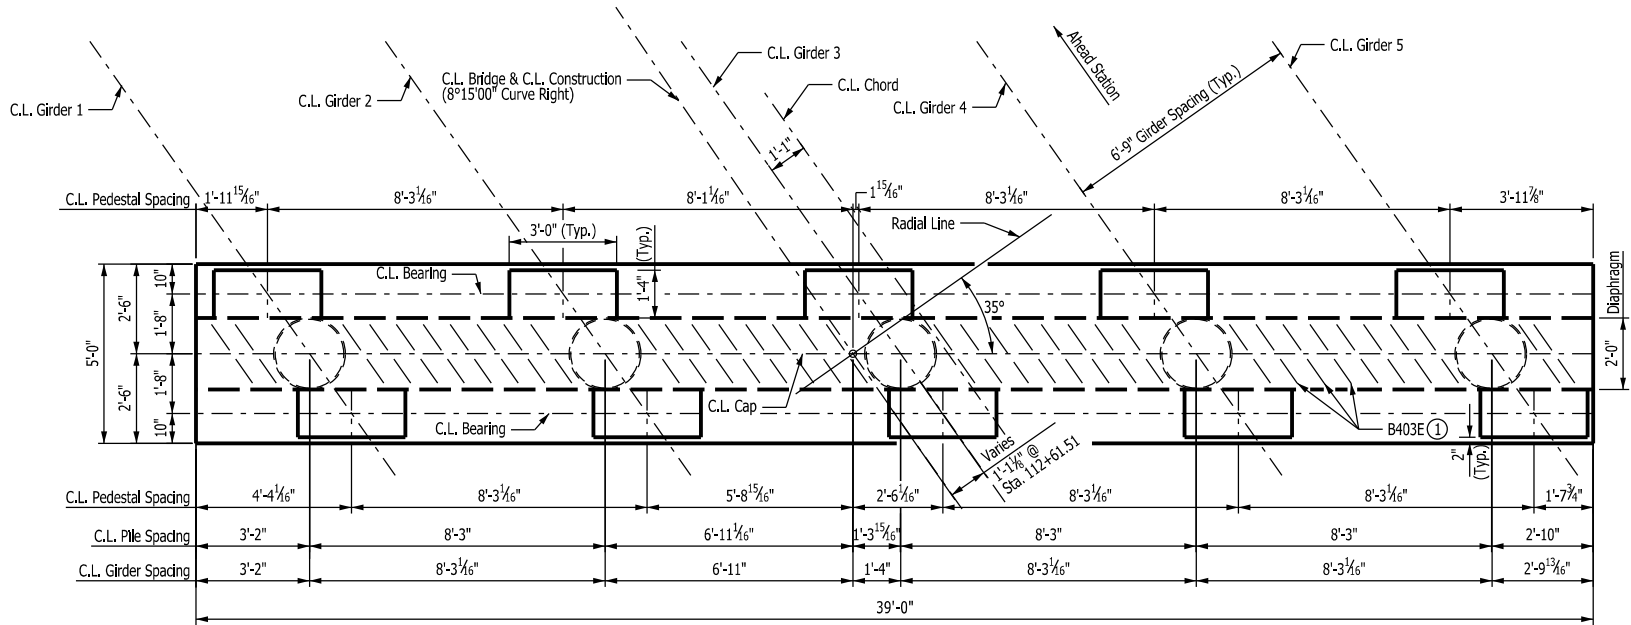 C.L. Girder 1
C.L. Girder 2
C.L. Bridge & C.L. Construction
(8°15'00" Curve Right)
C.L. Girder 3
C.L. Chord
C.L. Girder 4
Ahead Station
C.L. Girder 5
6'-9" Girder Spacing (Typ.)
1'-1"
C.L. Pedestal Spacing
1'-11 15/16"
8'-3 1/16"
8'-1 1/16"
1 15/16"
8'-3 1/16"
8'-3 1/16"
3'-11 7/8"
3'-0" (Typ.)
Radial Line
C.L. Bearing
1'-4"
(Typ.)
35°
Diaphragm
2'-0"
5'-0"
2'-6"
2'-6"
10"
1'-8"
1'-8"
10"
C.L. Cap
C.L. Bearing
B403E 1
2"
(Typ.)
Varies
1'-1 1/8" @
Sta. 112+61.51
C.L. Pedestal Spacing
4'-4 1/16"
8'-3 1/16"
5'-8 15/16"
2'-6 1/16"
8'-3 1/16"
8'-3 1/16"
1'-7 3/4"
C.L. Pile Spacing
3'-2"
8'-3"
6'-11 1/16"
1'-3 15/16"
8'-3"
8'-3"
2'-10"
C.L. Girder Spacing
3'-2"
8'-3 1/16"
6'-11"
1'-4"
8'-3 1/16"
8'-3 1/16"
2'-9 13/16"
39'-0"